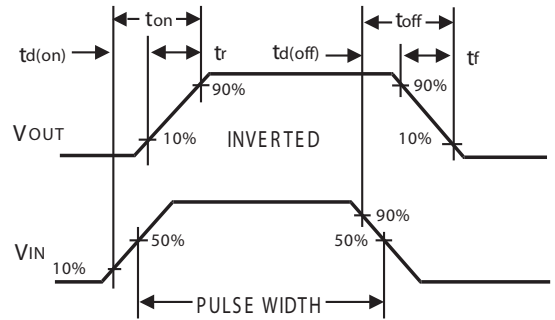 ton
toff
td(on)
tr
td(off)
tf
90%
90%
VOUT
10%
INVERTED
10%
90%
VIN
50%
50%
10%
PULSE WIDTH